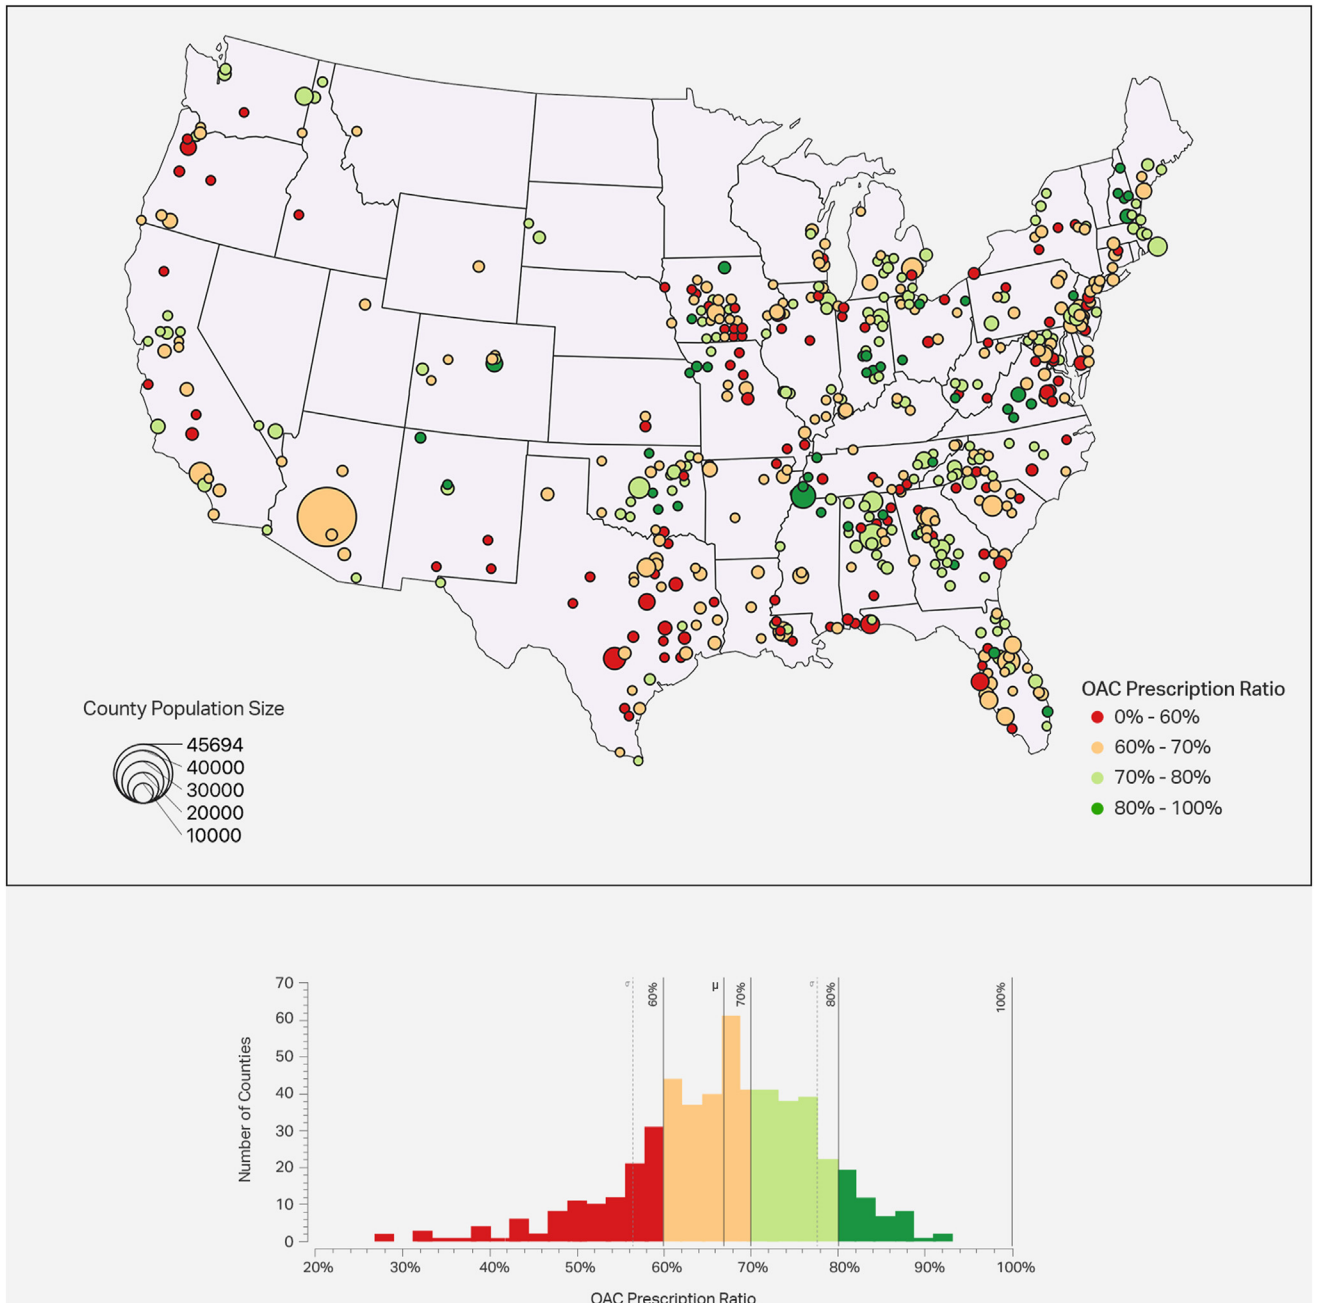 County Population Size
45694
40000
30000
20000
10000
OAC Prescription Ratio
0% - 60%
60% - 70%
70% - 80%
80% - 100%
σ
60%
μ
70%
σ
80%
100%
70
60
50
40
30
20
10
0
Number of Counties
20%
30%
40%
50%
60%
70%
80%
90%
100%
OAC Prescription Ratio